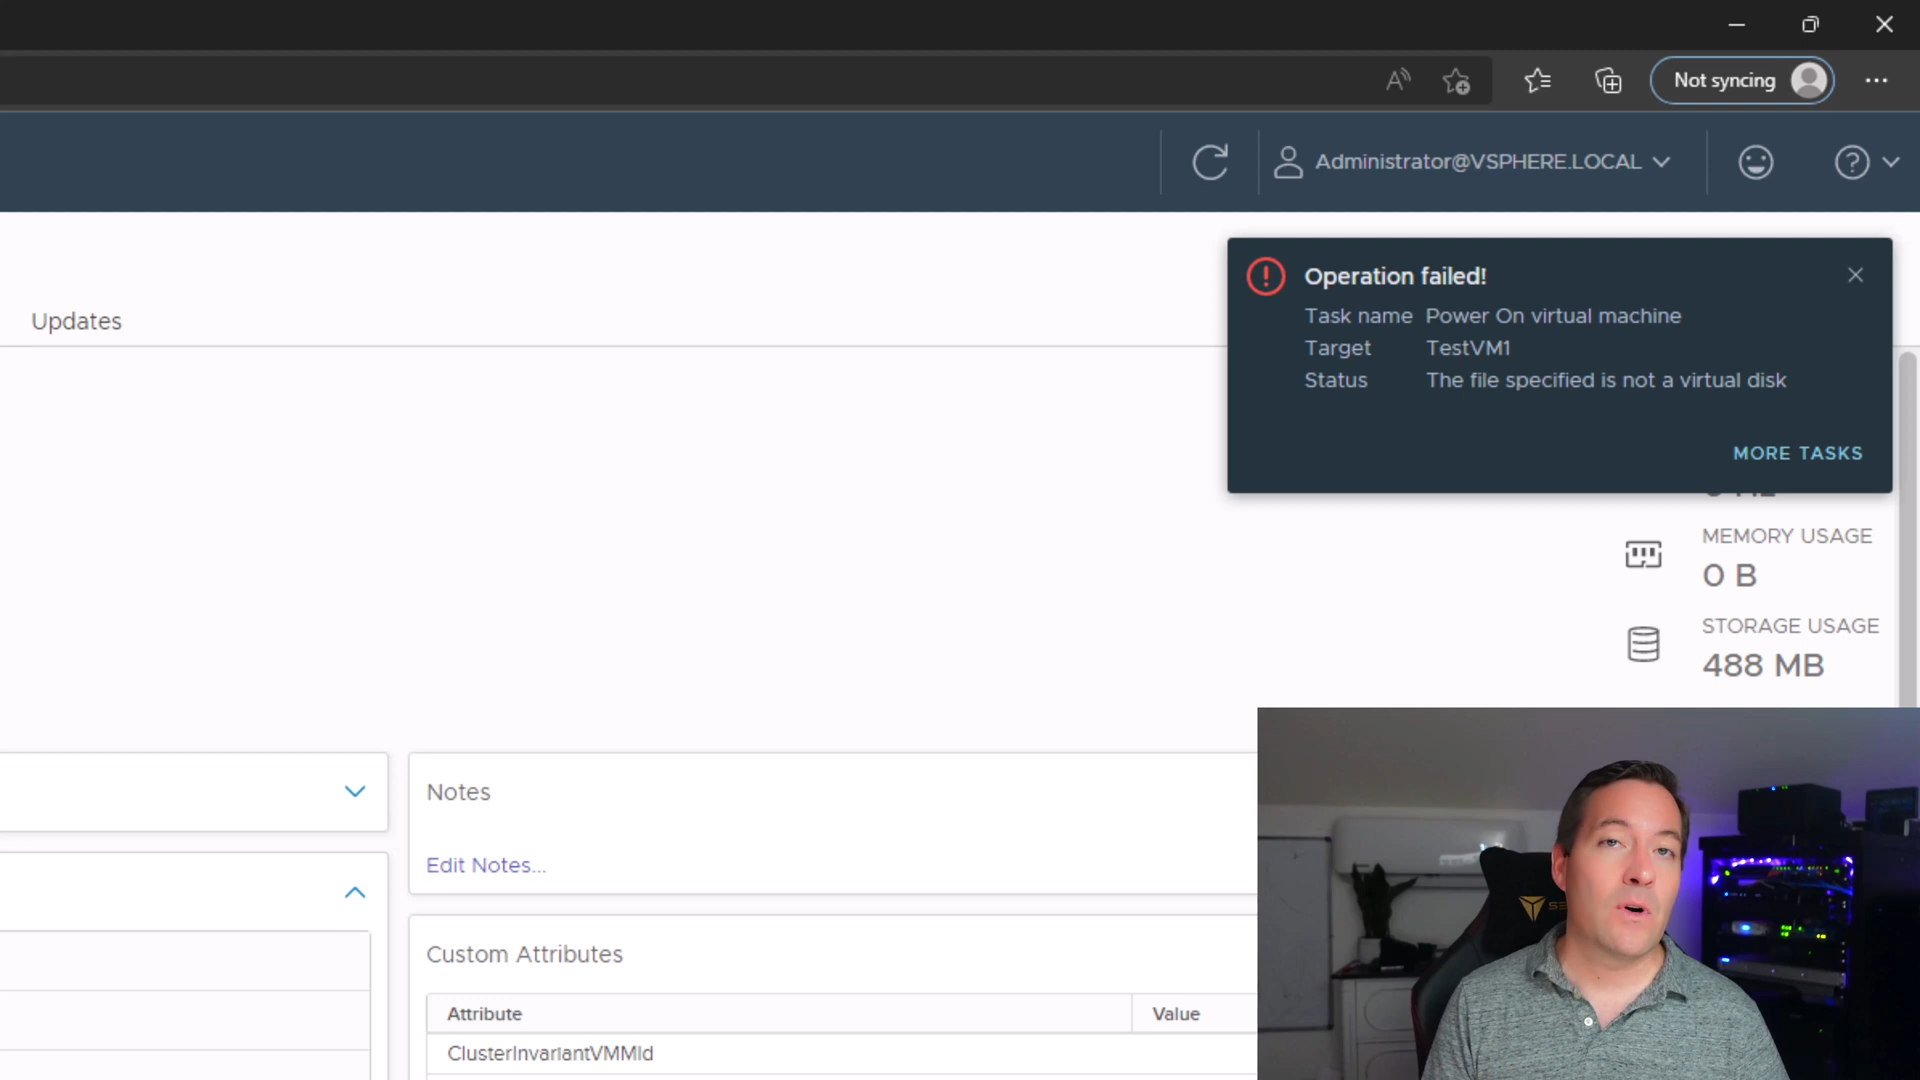 Not syncing
Administrator@VSPHERE.LOCAL
Updates
Operation failed!
Task name Power On virtual machine
Target TestVM1
Status The file specified is not a virtual disk
MORE TASKS
MEMORY USAGE
0 B
STORAGE USAGE
488 MB
Notes
Edit Notes...
Custom Attributes
Attribute Value
ClusterInvariantVMMId